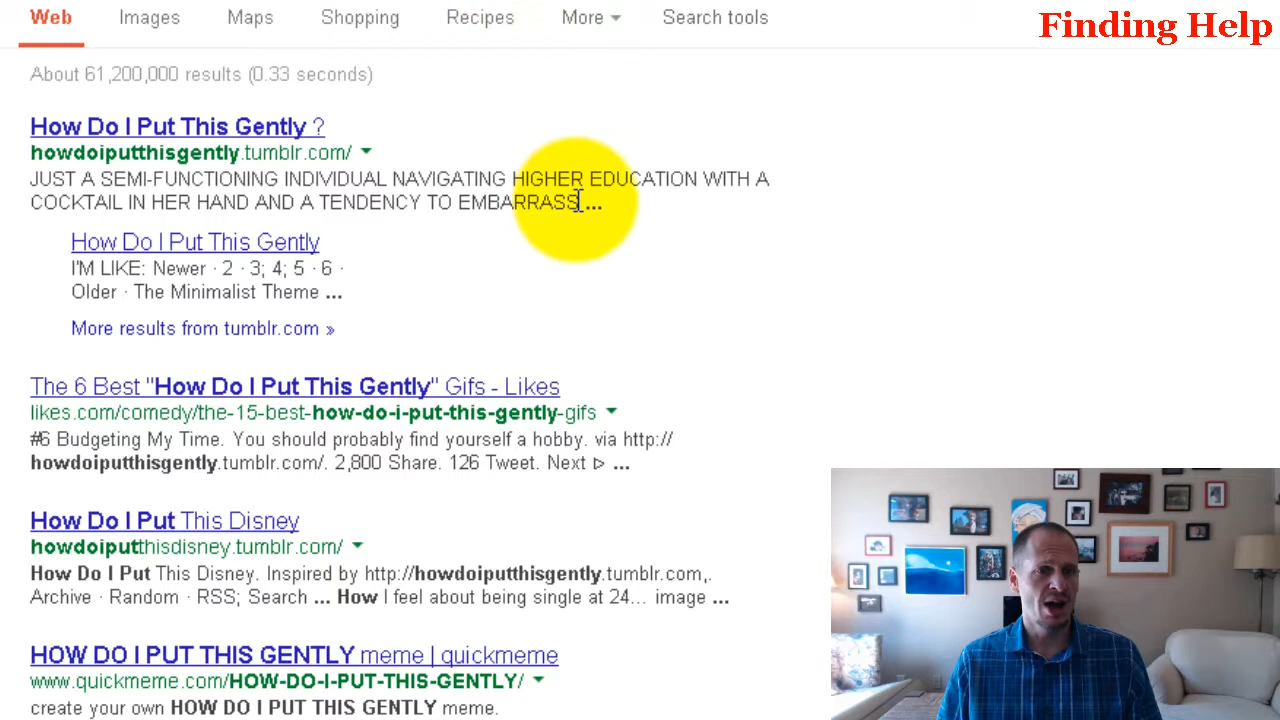 Web Images Maps Shopping Recipes More Search tools
Finding Help
About 61,200,000 results (0.33 seconds)
How Do I Put This Gently ?
howdoiputthisgently.tumblr.com/
JUST A SEMI-FUNCTIONING INDIVIDUAL NAVIGATING HIGHER EDUCATION WITH A
COCKTAIL IN HER HAND AND A TENDENCY TO EMBARRASS ...
How Do I Put This Gently
I'M LIKE: Newer · 2 · 3; 4; 5 · 6 ·
Older · The Minimalist Theme ...
More results from tumblr.com »
The 6 Best "How Do I Put This Gently" Gifs - Likes
likes.com/comedy/the-15-best-how-do-i-put-this-gently-gifs
#6 Budgeting My Time. You should probably find yourself a hobby. via http://
howdoiputthisgently.tumblr.com/. 2,800 Share. 126 Tweet. Next ▷ ...
How Do I Put This Disney
howdoiputthisdisney.tumblr.com/
How Do I Put This Disney. Inspired by http://howdoiputthisgently.tumblr.com,.
Archive · Random · RSS; Search ... How I feel about being single at 24... image ...
HOW DO I PUT THIS GENTLY meme | quickmeme
www.quickmeme.com/HOW-DO-I-PUT-THIS-GENTLY/
create your own HOW DO I PUT THIS GENTLY meme.